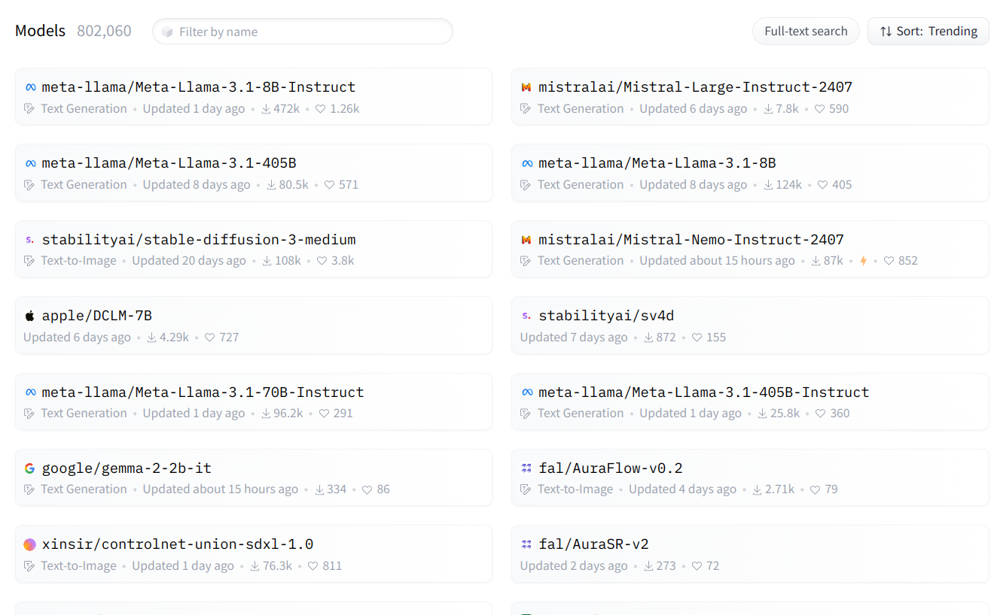 Models 802,060 Filter by name Full-text search Sort: Trending
meta-llama/Meta-Llama-3.1-8B-Instruct
Text Generation • Updated 1 day ago • 472k • 1.26k
mistralai/Mistral-Large-Instruct-2407
Text Generation • Updated 6 days ago • 7.8k • 590
meta-llama/Meta-Llama-3.1-405B
Text Generation • Updated 8 days ago • 80.5k • 571
meta-llama/Meta-Llama-3.1-8B
Text Generation • Updated 8 days ago • 124k • 405
stabilityai/stable-diffusion-3-medium
Text-to-Image • Updated 20 days ago • 108k • 3.8k
mistralai/Mistral-Nemo-Instruct-2407
Text Generation • Updated about 15 hours ago • 87k • • 852
apple/DCLM-7B
Updated 6 days ago • 4.29k • 727
stabilityai/sv4d
Updated 7 days ago • 872 • 155
meta-llama/Meta-Llama-3.1-70B-Instruct
Text Generation • Updated 1 day ago • 96.2k • 291
meta-llama/Meta-Llama-3.1-405B-Instruct
Text Generation • Updated 1 day ago • 25.8k • 360
google/gemma-2-2b-it
Text Generation • Updated about 15 hours ago • 334 • 86
fal/AuraFlow-v0.2
Text-to-Image • Updated 4 days ago • 2.71k • 79
xinsir/controlnet-union-sdxl-1.0
Text-to-Image • Updated 1 day ago • 76.3k • 811
fal/AuraSR-v2
Updated 2 days ago • 273 • 72